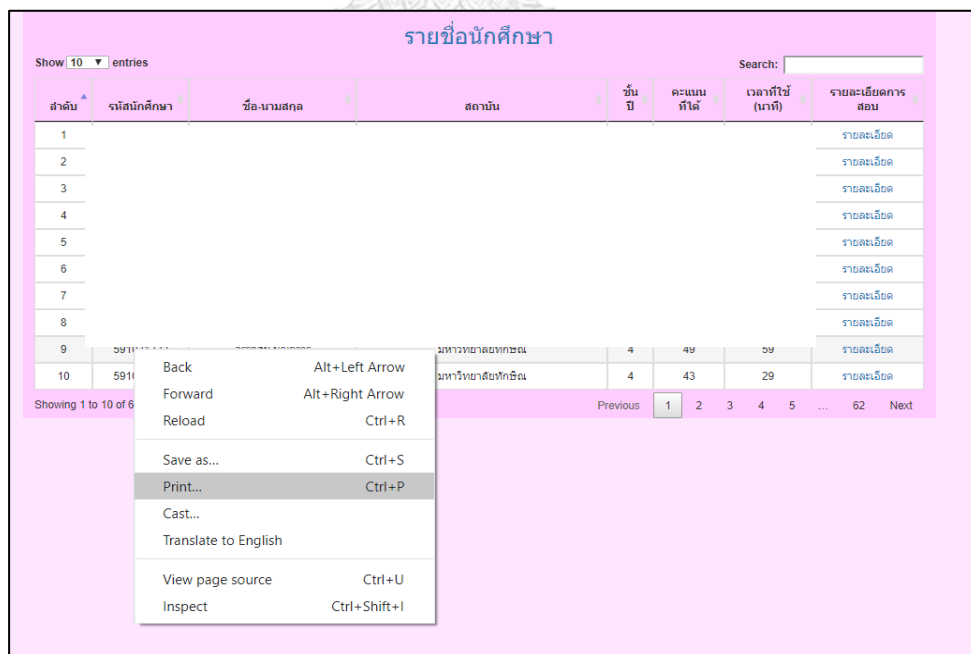 รายชื่อนักศึกษา
Show 10 entries
Search:
ลำดับ รหัสนักศึกษา ชื่อ-นามสกุล สถาบัน ชั้นปี คะแนนที่ได้ เวลาที่ใช้ (นาที) รายละเอียดการสอบ
1 รายละเอียด
2 รายละเอียด
3 รายละเอียด
4 รายละเอียด
5 รายละเอียด
6 รายละเอียด
7 รายละเอียด
8 รายละเอียด
9 มหาวิทยาลัยทักษิณ 4 49 59 รายละเอียด
10 5910 มหาวิทยาลัยทักษิณ 4 43 29 รายละเอียด
Showing 1 to 10 of 6
Previous 1 2 3 4 5 ... 62 Next
Back Alt+Left Arrow
Forward Alt+Right Arrow
Reload Ctrl+R
Save as... Ctrl+S
Print... Ctrl+P
Cast...
Translate to English
View page source Ctrl+U
Inspect Ctrl+Shift+I